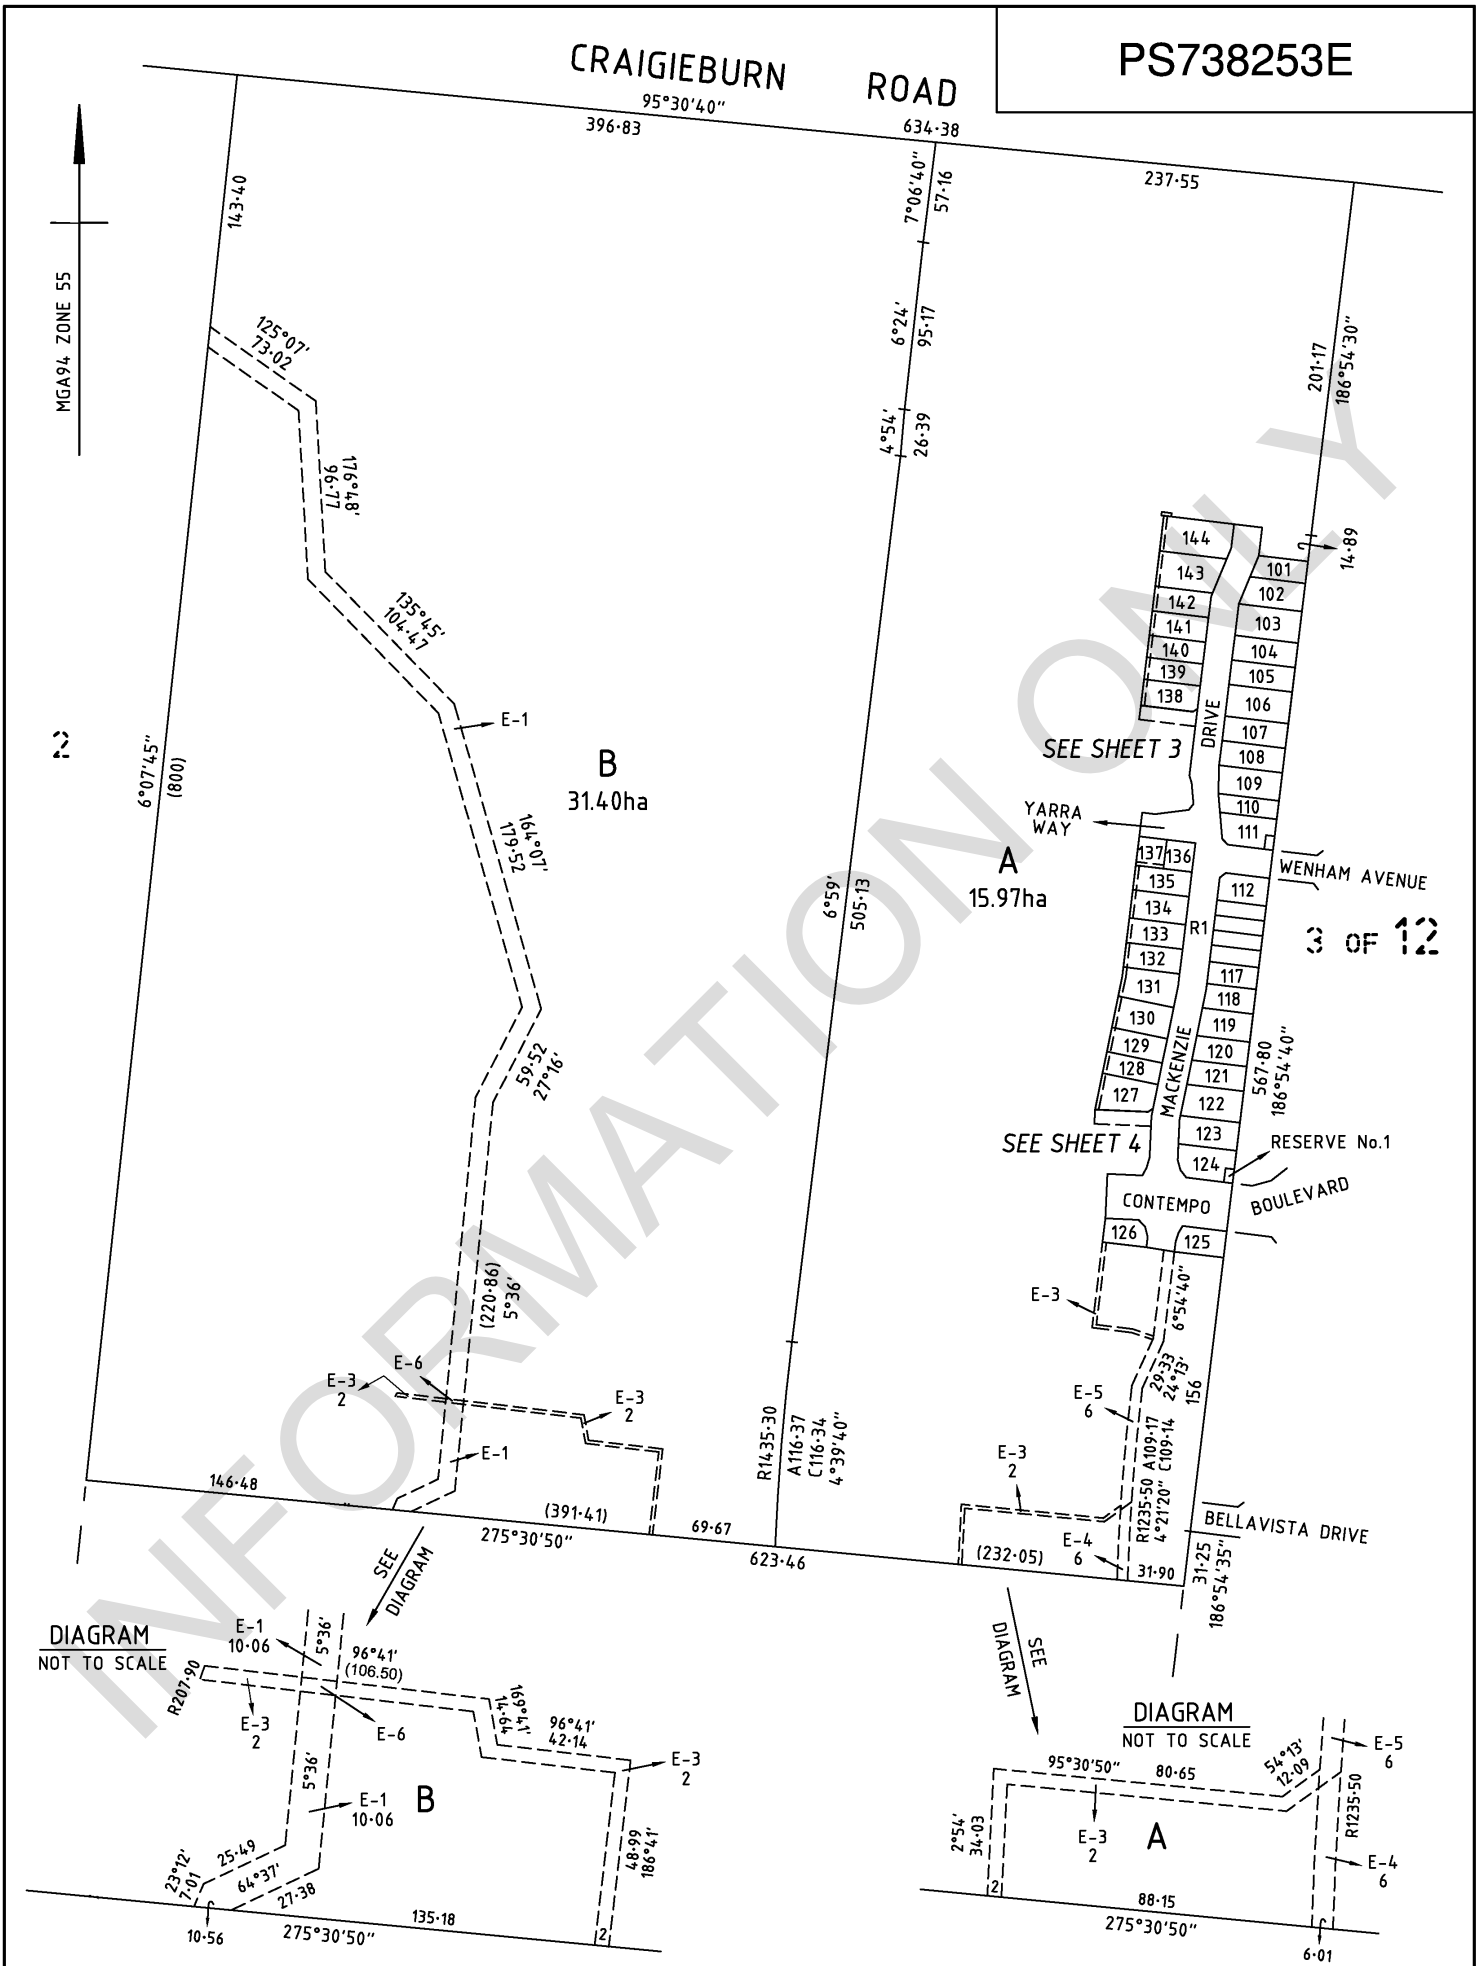 PS738253E
CRAIGIEBURN ROAD
95°30'40"
396·83
634·38
237·55
MGA94 ZONE 55
143·40
7°06'40"
57·16
6°24'
95·17
4°54'
26·39
201·17
186°54'30"
14·89
125°07'
73·02
176°48'
96·77
135°45'
104·47
E-1
2
6°07'45"
(800)
B
31.40ha
164°07'
179·52
59·52
27°16'
(220·86)
5°36'
6°59'
505·13
A
15.97ha
144
143
142
141
140
139
138
101
102
103
104
105
106
107
108
109
110
111
DRIVE
SEE SHEET 3
YARRA
WAY
WENHAM AVENUE
137
136
135
134
133
132
131
130
129
128
127
R1
112
117
118
119
120
121
122
123
124
MACKENZIE
3 OF 12
567·80
186°54'40"
SEE SHEET 4
RESERVE No.1
CONTEMPO
BOULEVARD
126
125
E-3
6°54'40"
29·33
24°13'
156
E-5
6
R1235·50 A109·17
4°21'20" C109·14
E-3
2
E-6
E-3
2
E-1
R1435·30
A116·37
C116·34
4°39'40"
E-3
2
E-4
6
BELLAVISTA DRIVE
31·25
186°54'35"
146·48
(391·41)
275°30'50"
69·67
623·46
(232·05)
31·90
SEE
DIAGRAM
SEE
DIAGRAM
DIAGRAM
NOT TO SCALE
E-1
10·06
5°36'
96°41'
(106.50)
R207·90
E-3
2
E-6
169°41'
14·64
96°41'
42·14
E-3
2
5°36'
E-1
10·06
B
48·99
186°41'
25·49
23°12'
7·01
64°37'
27·38
10·56
275°30'50"
135·18
2
DIAGRAM
NOT TO SCALE
95°30'50"
80·65
54°13'
12·09
E-5
6
R1235·50
2°54'
34·03
E-3
2
A
E-4
6
2
88·15
275°30'50"
6·01
INFORMATION ONLY